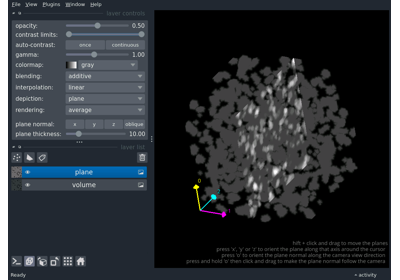 File View Plugins Window Help
layer controls
opacity: 0.50
contrast limits:
auto-contrast: once continuous
gamma: 1.00
colormap: gray
blending: additive
interpolation: linear
depiction: plane
rendering: average
plane normal: x y z oblique
plane thickness: 10.00
layer list
plane
volume
0
hift + click and drag to move the planes
press 'x', 'y' or 'z' to orient the plane along that axis around the cursor
press 'o' to orient the plane normal along the camera view direction
press and hold 'o' then click and drag to make the plane normal follow the camera
Ready
activity